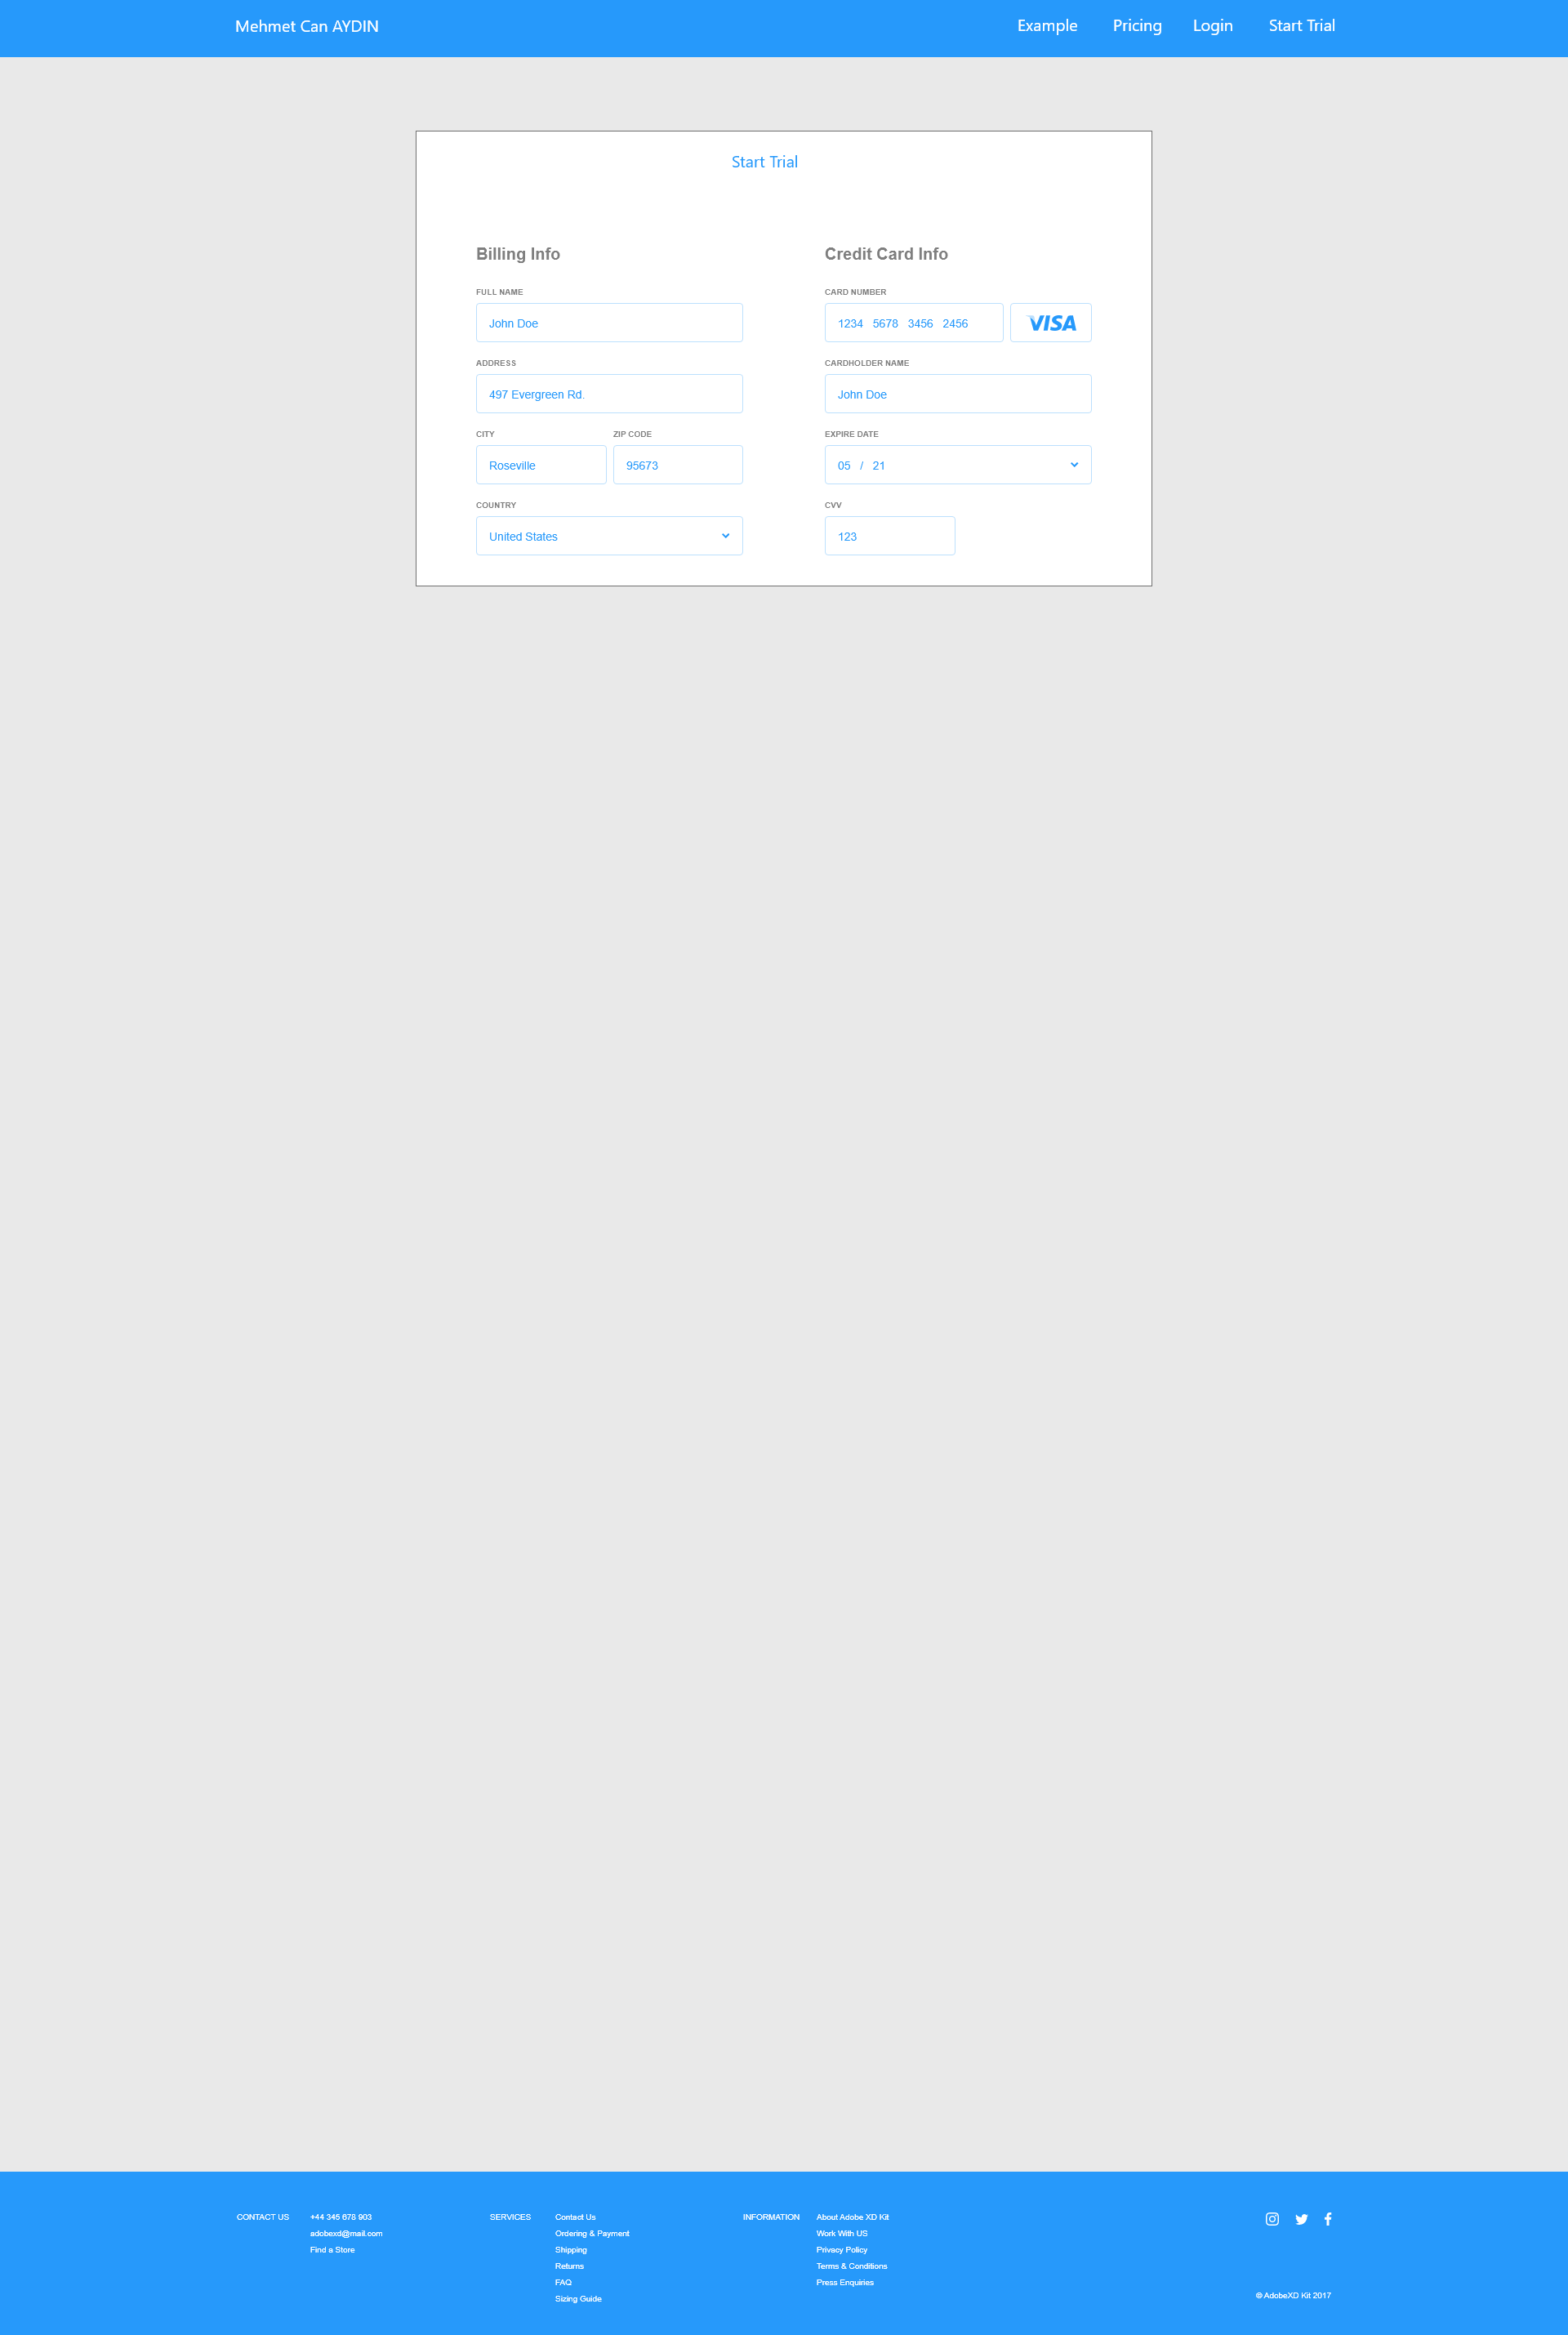 Mehmet Can AYDIN Example Pricing Login Start Trial
Start Trial
Billing Info
FULL NAME
John Doe
ADDRESS
497 Evergreen Rd.
CITY ZIP CODE
Roseville 95673
COUNTRY
United States
Credit Card Info
CARD NUMBER
1234 5678 3456 2456 VISA
CARDHOLDER NAME
John Doe
EXPIRE DATE
05 / 21
CVV
123
CONTACT US +44 345 678 903
adobexd@mail.com
Find a Store
SERVICES Contact Us
Ordering & Payment
Shipping
Returns
FAQ
Sizing Guide
INFORMATION About Adobe XD Kit
Work With US
Privacy Policy
Terms & Conditions
Press Enquiries
© AdobeXD Kit 2017